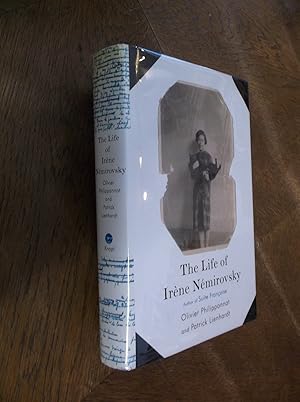 The Life
of
Irène
Némirovsky
Olivier
Philipponnat
and
Patrick
Lienhardt
Knopf
The Life of
Irène Némirovsky
Author of Suite Française
Olivier Philipponnat
and Patrick Lienhardt